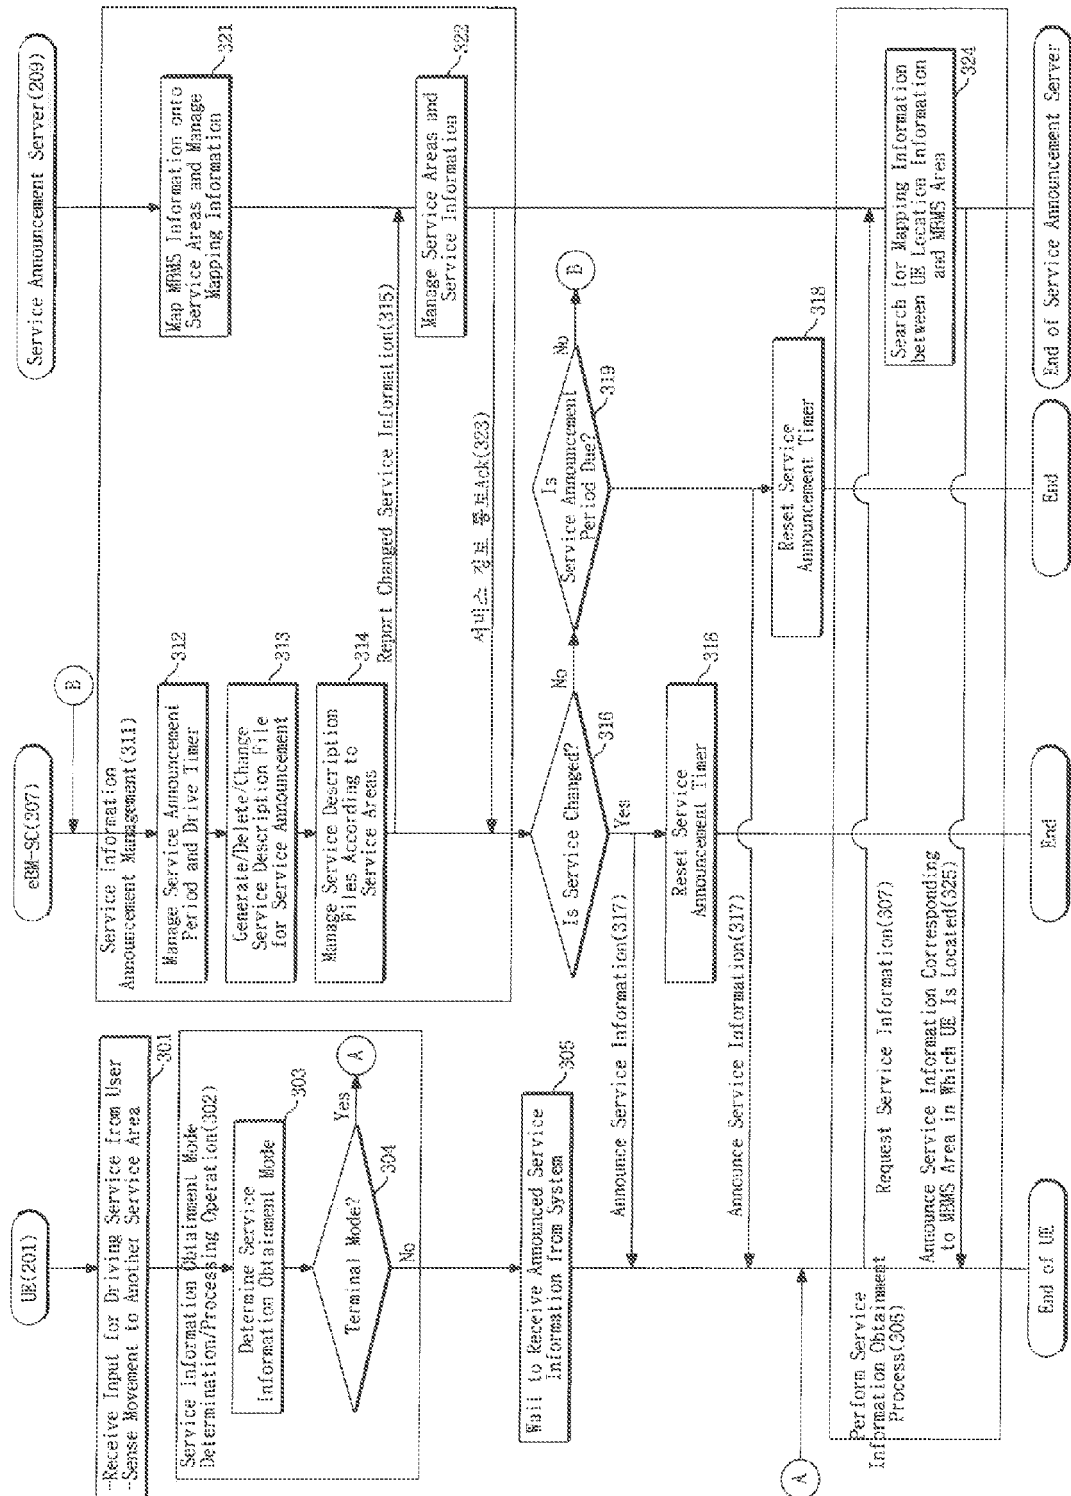 UE(201)
-Receive Input for Driving Service from User
-Sense Movement to Another Service Area
301
Service Information Obtainment Mode
Determination/Processing Operation(302)
Determine Service
Information Obtainment Mode
303
Terminal Mode?
304
Yes
A
No
Wait to Receive Announced Service
Information from System
305
Announce Service Information(317)
Announce Service Information(317)
A
Perform Service
Information Obtainment
Process(306)
Request Service Information(307)
Announce Service Information Corresponding
to MBMS Area in Which UE Is Located(325)
End of UE
eBM-SC(207)
B
Service Information
Announcement Management(311)
Manage Service Announcement
Period and Drive Timer
312
Generate/Delete/Change
Service Description File
for Service Announcement
313
Manage Service Description
Files According to
Service Areas
314
Report Changed Service Information(315)
서비스 정보 통보Ack(323)
Is Service Changed?
316
No
Yes
Reset Service
Announcement Timer
318
End
Is
Service Announcement
Period Due?
319
No
B
Reset Service
Announcement Timer
318
End
Service Announcement Server(209)
Map MBMS Information onto
Service Areas and Manage
Mapping Information
321
Manage Service Areas and
Service Information
322
Search for Mapping Information
between UE Location Information
and MBMS Area
324
End of Service Announcement Server